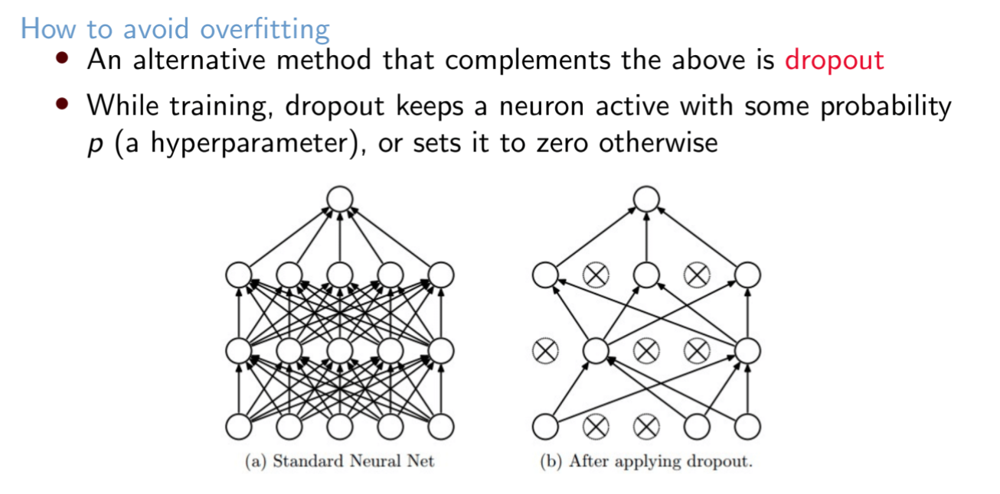 How to avoid overfitting
• An alternative method that complements the above is dropout
• While training, dropout keeps a neuron active with some probability
p (a hyperparameter), or sets it to zero otherwise
(a) Standard Neural Net
(b) After applying dropout.